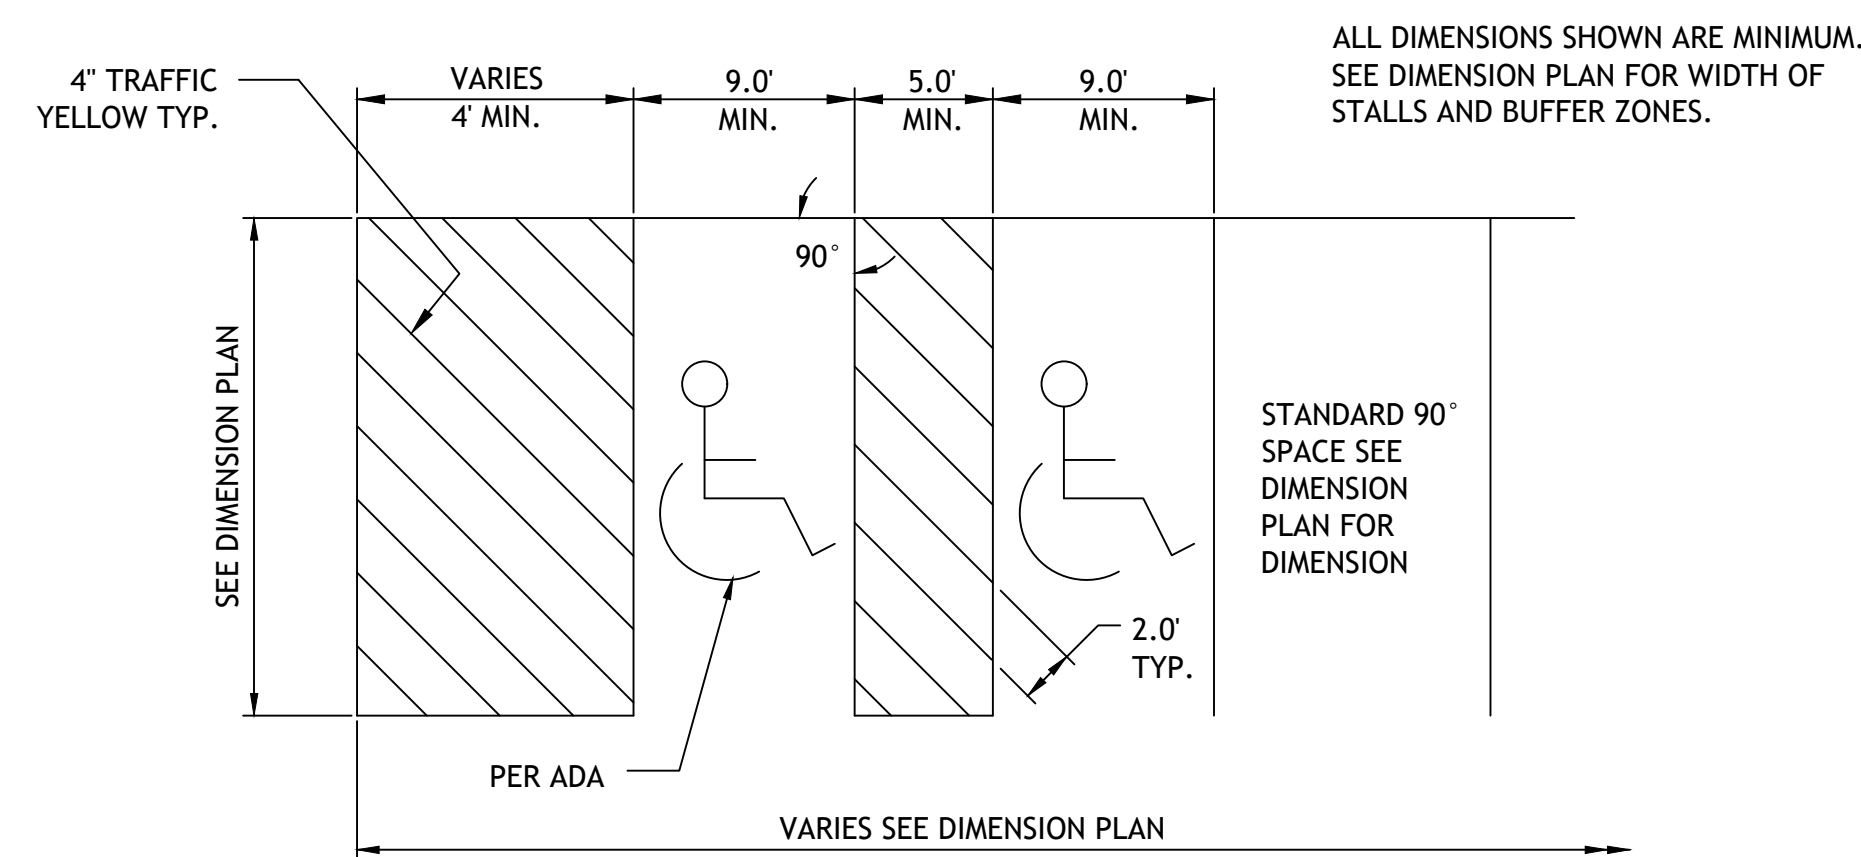 ALL DIMENSIONS SHOWN ARE MINIMUM.
SEE DIMENSION PLAN FOR WIDTH OF
STALLS AND BUFFER ZONES.
4" TRAFFIC
YELLOW TYP.
VARIES
4' MIN.
9.0'
MIN.
5.0'
MIN.
9.0'
MIN.
90°
SEE DIMENSION PLAN
STANDARD 90°
SPACE SEE
DIMENSION
PLAN FOR
DIMENSION
2.0'
TYP.
PER ADA
VARIES SEE DIMENSION PLAN